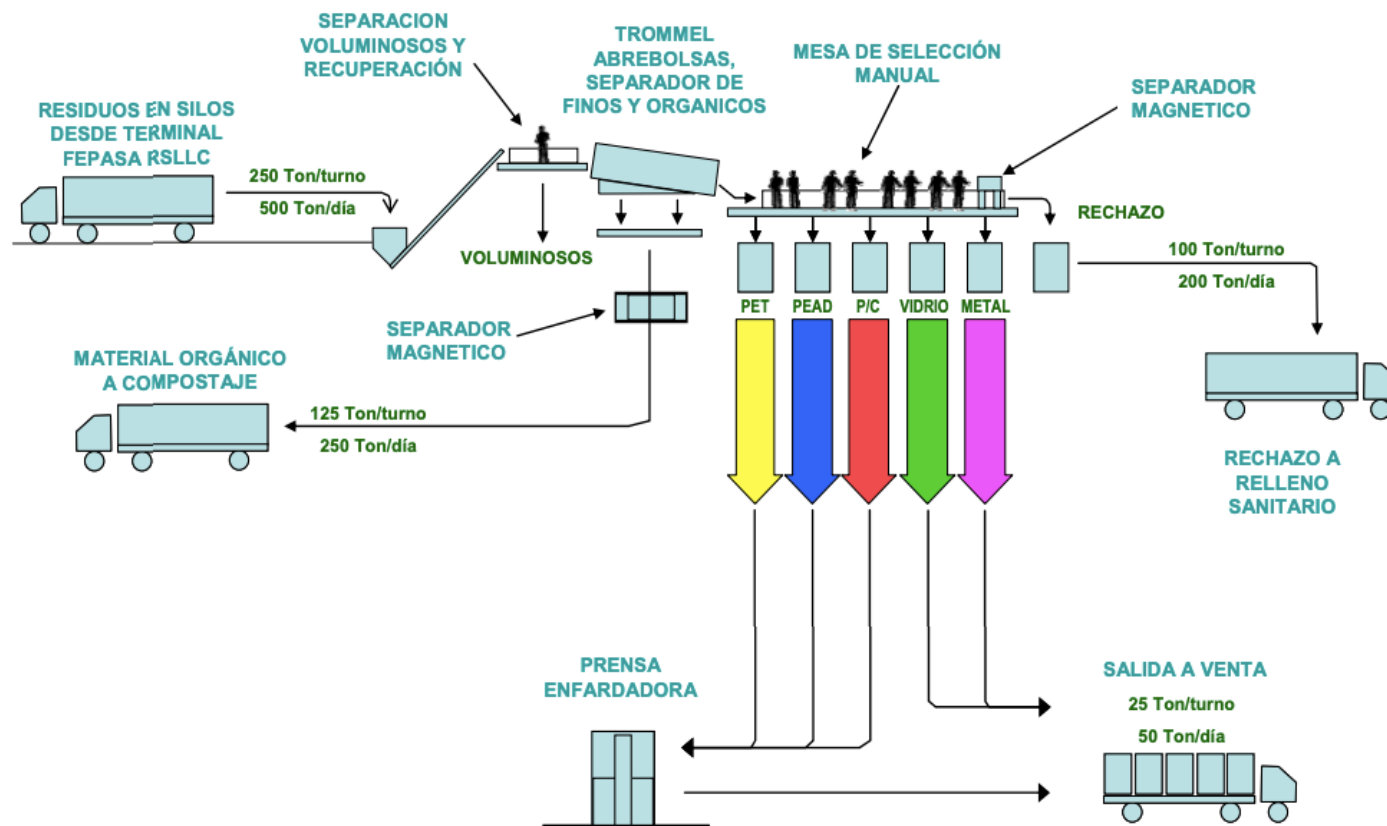 SEPARACION
VOLUMINOSOS Y
RECUPERACIÓN
TROMMEL
ABREBOLSAS,
SEPARADOR DE
FINOS Y ORGANICOS
MESA DE SELECCIÓN
MANUAL
SEPARADOR
MAGNETICO
RESIDUOS EN SILOS
DESDE TERMINAL
FEPASA RSLLC
250 Ton/turno
500 Ton/día
VOLUMINOSOS
RECHAZO
100 Ton/turno
200 Ton/día
PET
PEAD
P/C
VIDRIO
METAL
SEPARADOR
MAGNETICO
MATERIAL ORGÁNICO
A COMPOSTAJE
125 Ton/turno
250 Ton/día
RECHAZO A
RELLENO
SANITARIO
PRENSA
ENFARDADORA
SALIDA A VENTA
25 Ton/turno
50 Ton/día